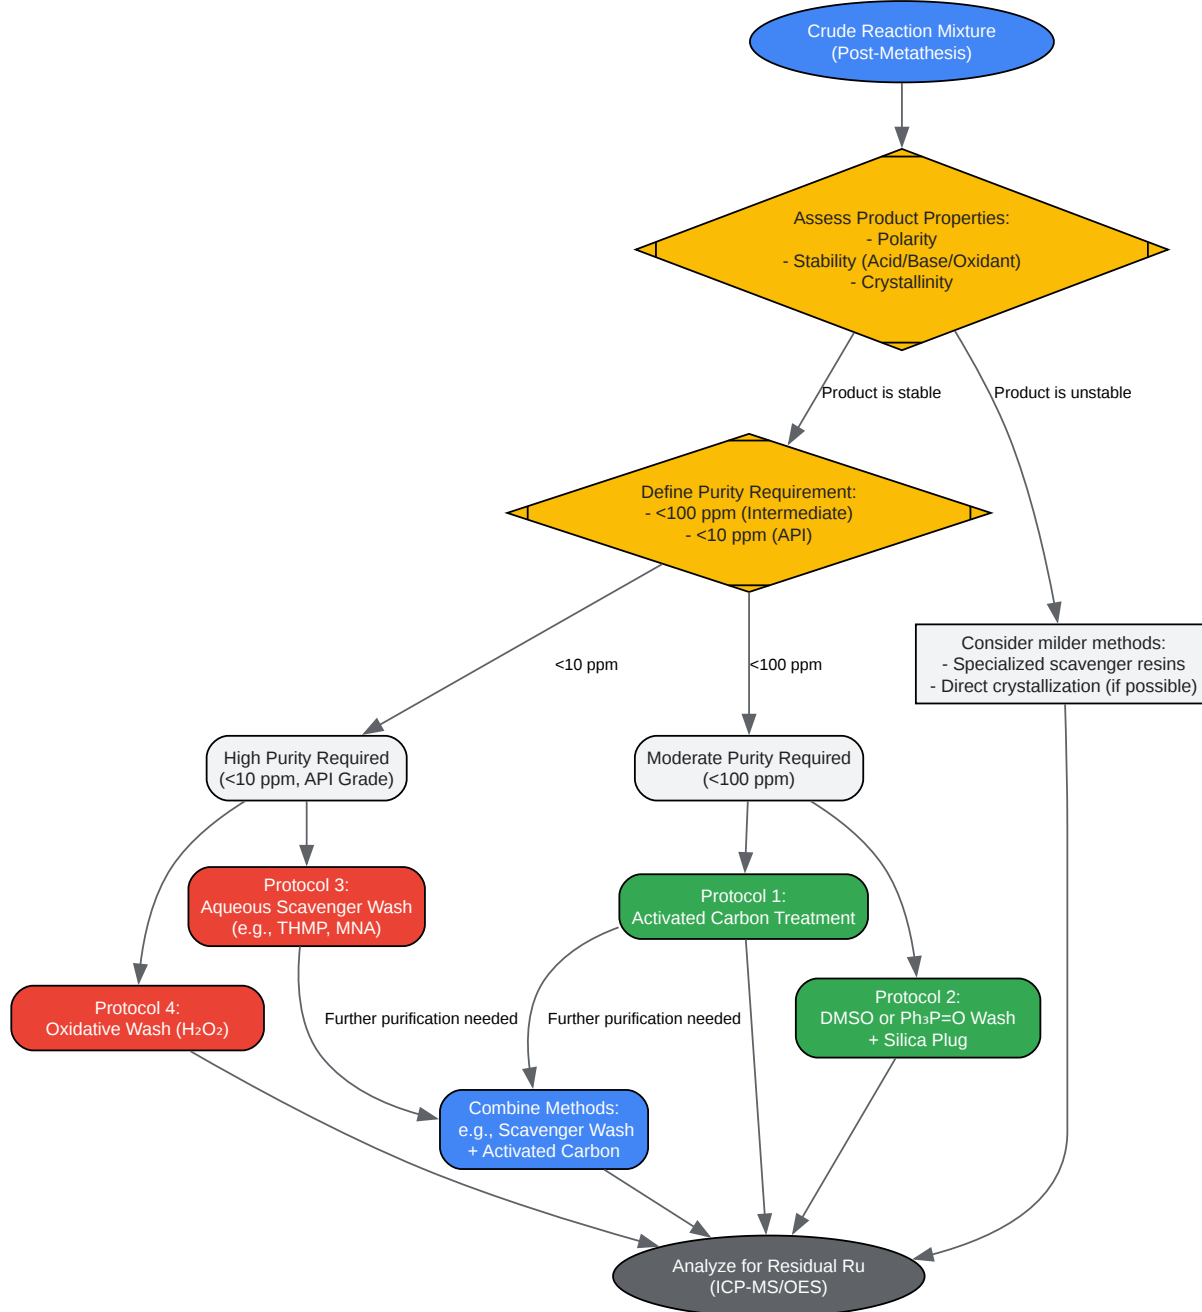 Crude Reaction Mixture
(Post-Metathesis)
Assess Product Properties:
- Polarity
- Stability (Acid/Base/Oxidant)
- Crystallinity
Product is stable
Product is unstable
Define Purity Requirement:
- <100 ppm (Intermediate)
- <10 ppm (API)
Consider milder methods:
- Specialized scavenger resins
- Direct crystallization (if possible)
<10 ppm
<100 ppm
High Purity Required
(<10 ppm, API Grade)
Moderate Purity Required
(<100 ppm)
Protocol 3:
Aqueous Scavenger Wash
(e.g., THMP, MNA)
Protocol 1:
Activated Carbon Treatment
Protocol 4:
Oxidative Wash (H₂O₂)
Protocol 2:
DMSO or Ph₃P=O Wash
+ Silica Plug
Further purification needed
Further purification needed
Combine Methods:
e.g., Scavenger Wash
+ Activated Carbon
Analyze for Residual Ru
(ICP-MS/OES)